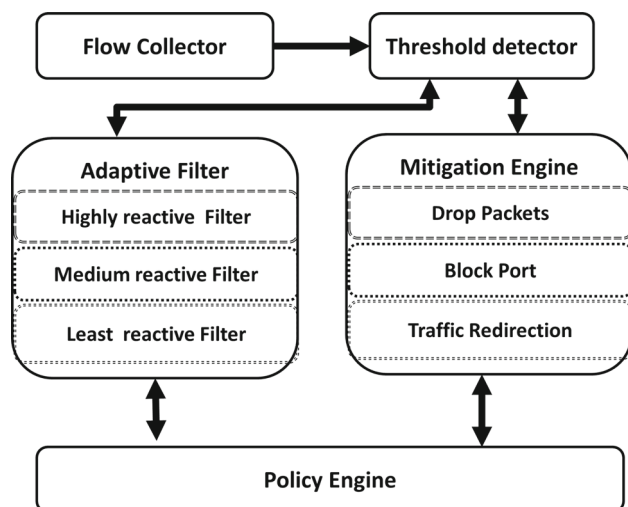 Flow Collector
Threshold detector
Adaptive Filter
Highly reactive Filter
Medium reactive Filter
Least reactive Filter
Mitigation Engine
Drop Packets
Block Port
Traffic Redirection
Policy Engine